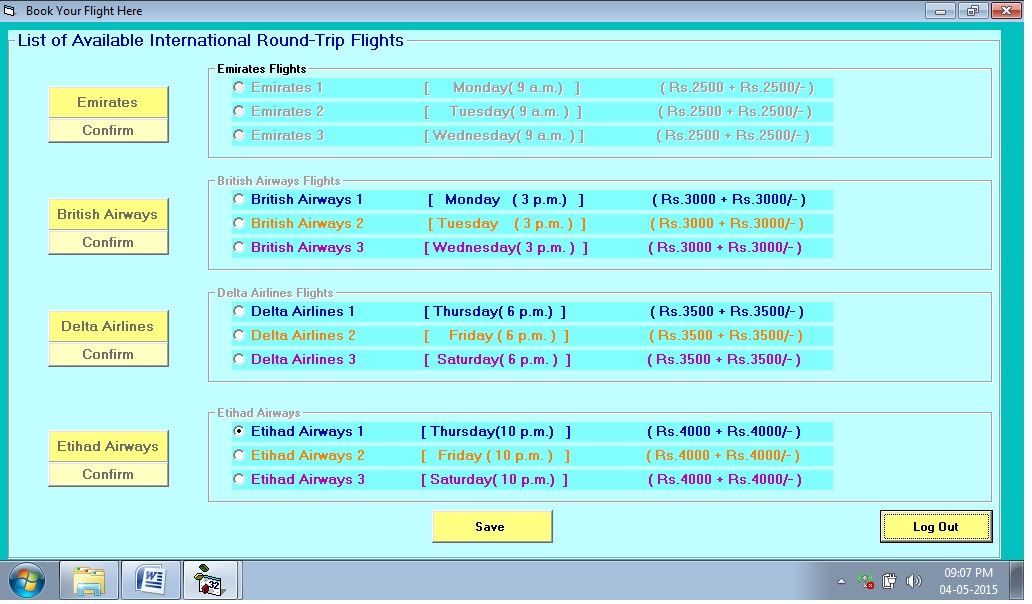 Book Your Flight Here
List of Available International Round-Trip Flights
Emirates
Confirm
Emirates Flights
Emirates 1 [ Monday( 9 a.m.) ] ( Rs.2500 + Rs.2500/- )
Emirates 2 [ Tuesday( 9 a.m. ) ] ( Rs.2500 + Rs.2500/- )
Emirates 3 [ Wednesday( 9 a.m. ) ] ( Rs.2500 + Rs.2500/- )
British Airways
Confirm
British Airways Flights
British Airways 1 [ Monday ( 3 p.m.) ] ( Rs.3000 + Rs.3000/- )
British Airways 2 [ Tuesday ( 3 p.m. ) ] ( Rs.3000 + Rs.3000/- )
British Airways 3 [ Wednesday( 3 p.m. ) ] ( Rs.3000 + Rs.3000/- )
Delta Airlines
Confirm
Delta Airlines Flights
Delta Airlines 1 [ Thursday( 6 p.m. ) ] ( Rs.3500 + Rs.3500/- )
Delta Airlines 2 [ Friday ( 6 p.m. ) ] ( Rs.3500 + Rs.3500/- )
Delta Airlines 3 [ Saturday( 6 p.m. ) ] ( Rs.3500 + Rs.3500/- )
Etihad Airways
Confirm
Etihad Airways
Etihad Airways 1 [ Thursday(10 p.m.) ] ( Rs.4000 + Rs.4000/- )
Etihad Airways 2 [ Friday ( 10 p.m. ) ] ( Rs.4000 + Rs.4000/- )
Etihad Airways 3 [ Saturday( 10 p.m. ) ] ( Rs.4000 + Rs.4000/- )
Save
Log Out
32
09:07 PM
04-05-2015